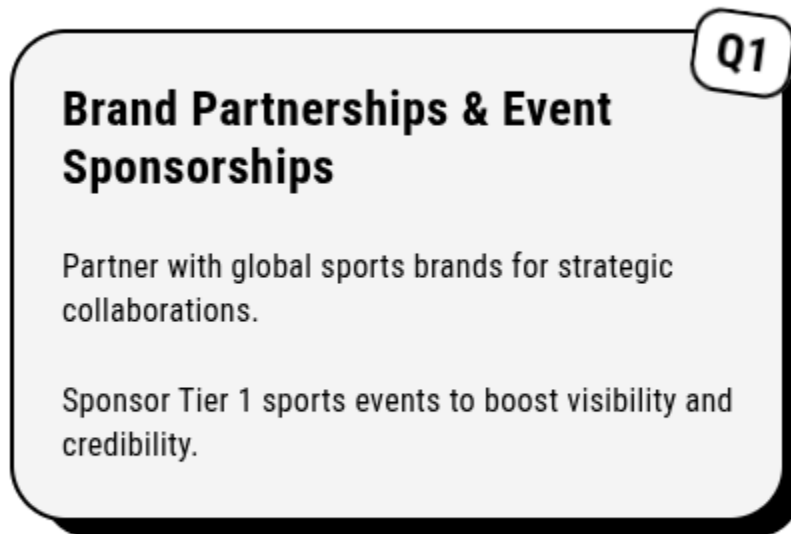 Q1
Brand Partnerships & Event
Sponsorships
Partner with global sports brands for strategic
collaborations.
Sponsor Tier 1 sports events to boost visibility and
credibility.